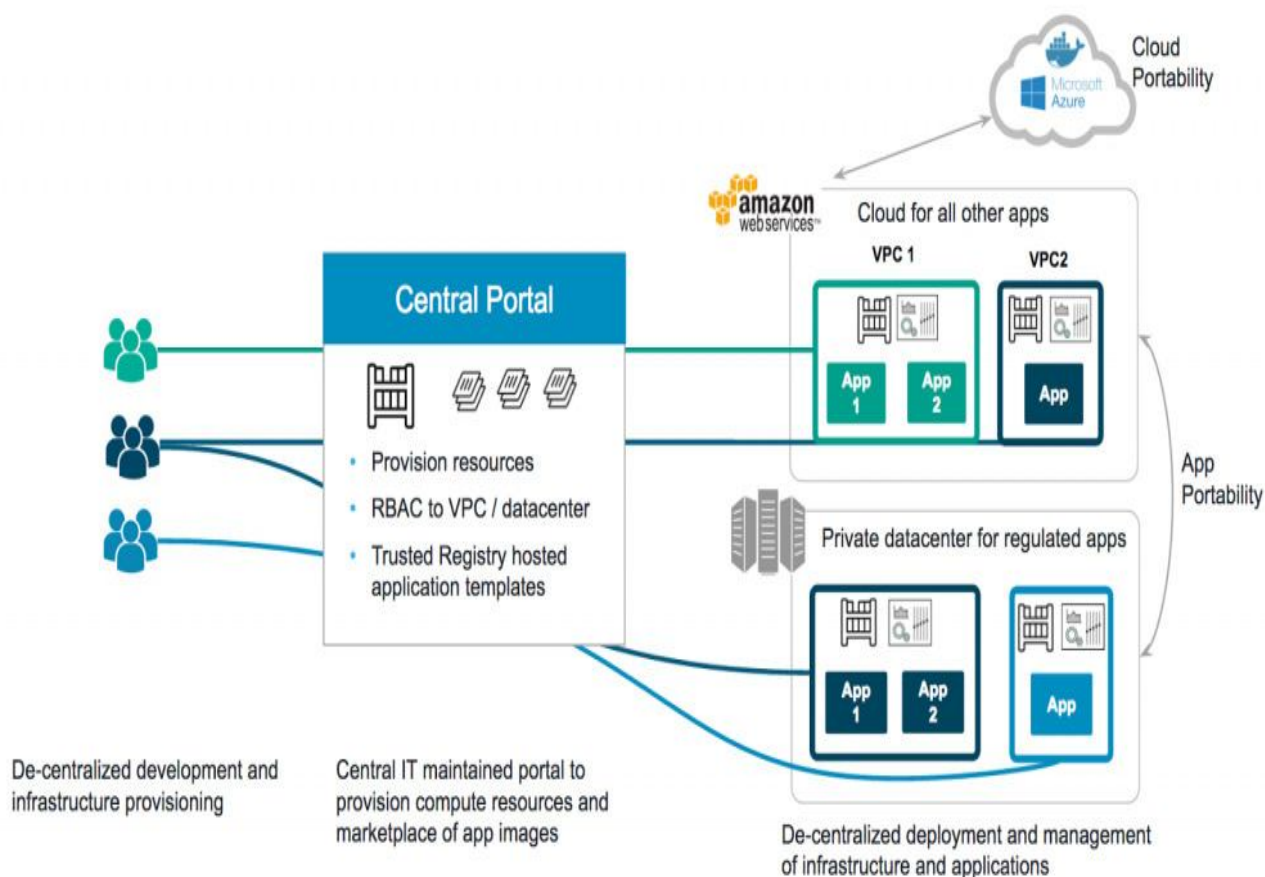 Cloud
Portability
Microsoft
Azure
amazon
webservices™
Cloud for all other apps
VPC 1
VPC2
Central Portal
App
1
App
2
App
• Provision resources
• RBAC to VPC / datacenter
• Trusted Registry hosted
application templates
App
Portability
Private datacenter for regulated apps
App
1
App
2
App
De-centralized development and
infrastructure provisioning
Central IT maintained portal to
provision compute resources and
marketplace of app images
De-centralized deployment and management
of infrastructure and applications